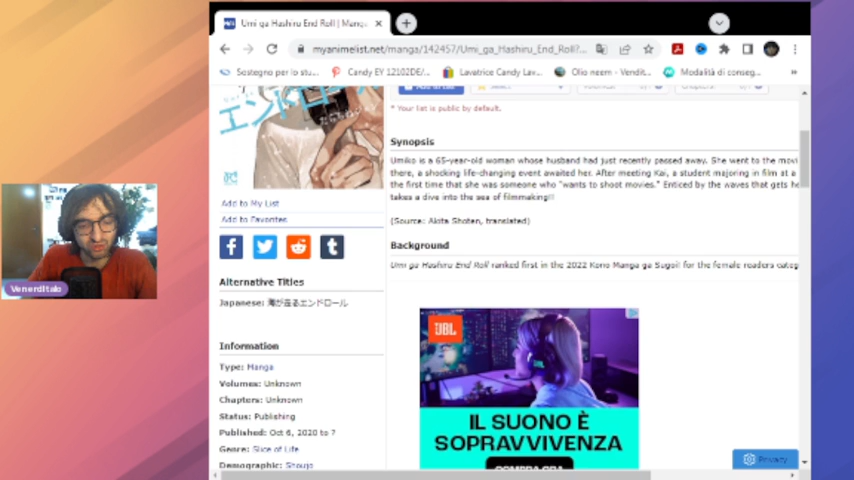 Umi ga Hashiru End Roll | Manga
myanimelist.net/manga/142457/Umi_ga_Hashiru_End_Roll?...
Sostegno per lo stu...
Candy EY 12102DE/...
Lavatrice Candy Lav...
Olio neem - Vendit...
Modalità di conseg...
エンドロール
* Your list is public by default.
Synopsis
Umiko is a 65-year-old woman whose husband had just recently passed away. She went to the movi
there, a shocking life-changing event awaited her. After meeting Kai, a student majoring in film at a
the first time that she was someone who "wants to shoot movies." Enticed by the waves that gets he
takes a dive into the sea of filmmaking!!
(Source: Akita Shoten, translated)
Background
Umi ga Hashiru End Roll ranked first in the 2022 Kono Manga ga Sugoi! for the female readers categ
Add to My List
Add to Favorites
Alternative Titles
Japanese: 海が走るエンドロール
Information
Type: Manga
Volumes: Unknown
Chapters: Unknown
Status: Publishing
Published: Oct 6, 2020 to ?
Genre: Slice of Life
Demographic: Shoujo
VenerdItalo
JBL
IL SUONO È
SOPRAVVIVENZA
COMPRA ORA
Privacy